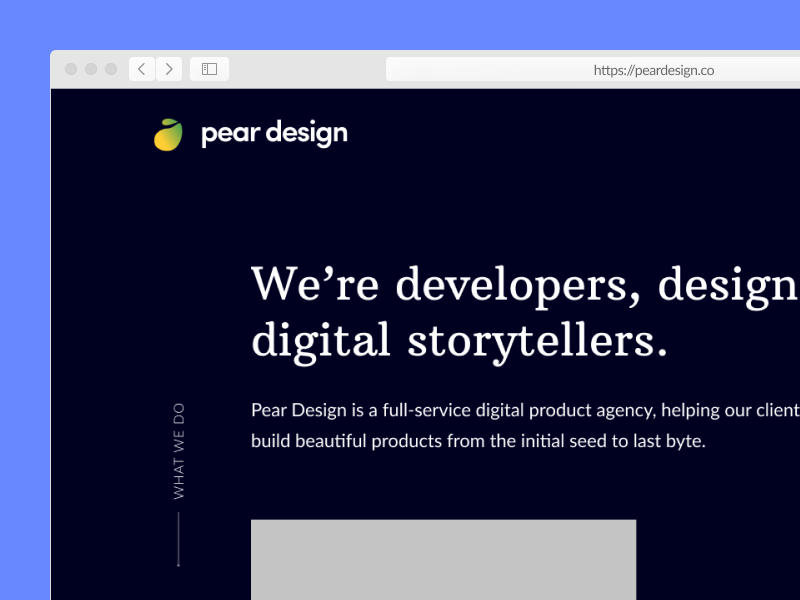 https://peardesign.co
pear design
We’re developers, design
digital storytellers.
Pear Design is a full-service digital product agency, helping our client
build beautiful products from the initial seed to last byte.
WHAT WE DO